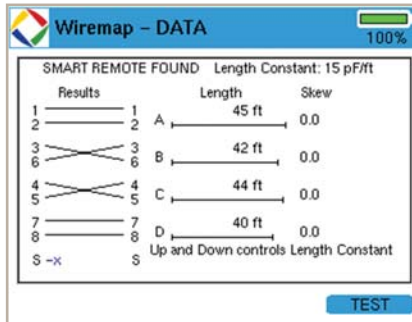 Wiremap - DATA
100%
SMART REMOTE FOUND Length Constant: 15 pF/ft
Results Length Skew
1 1 A 45 ft 0.0
2 2
3 3 B 42 ft 0.0
6 6
4 4 C 44 ft 0.0
5 5
7 7 D 40 ft 0.0
8 8
Up and Down controls Length Constant
S -x S
TEST